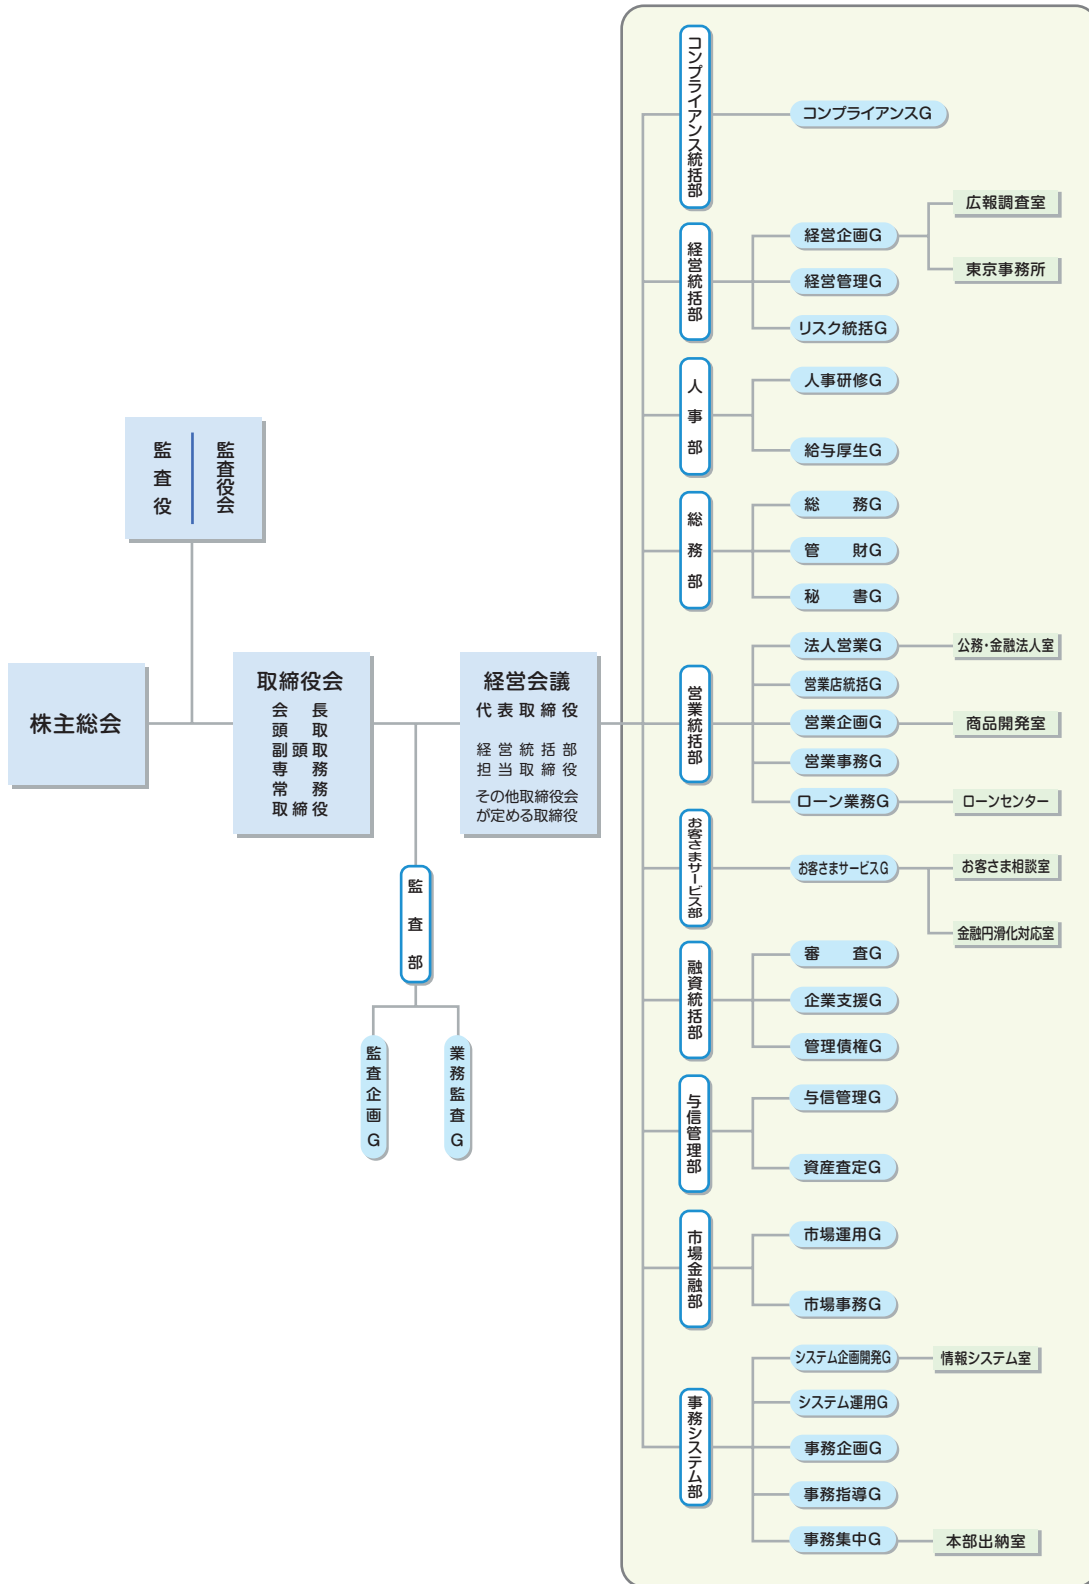 株主総会
監査役
監査役会
取締役会
会長
頭取
副頭取
専務
常務
取締役
経営会議
代表取締役
経営統括部
担当取締役
その他取締役会
が定める取締役
監査部
監査企画G
業務監査G
コンプライアンス統括部
コンプライアンスG
経営統括部
経営企画G
広報調査室
東京事務所
経営管理G
リスク統括G
人事部
人事研修G
給与厚生G
総務部
総務G
管財G
秘書G
営業統括部
法人営業G
公務・金融法人室
営業店統括G
営業企画G
商品開発室
営業事務G
ローン業務G
ローンセンター
お客さまサービス部
お客さまサービスG
お客さま相談室
金融円滑化対応室
融資統括部
審査G
企業支援G
管理債権G
与信管理部
与信管理G
資産査定G
市場金融部
市場運用G
市場事務G
事務システム部
システム企画開発G
情報システム室
システム運用G
事務企画G
事務指導G
事務集中G
本部出納室